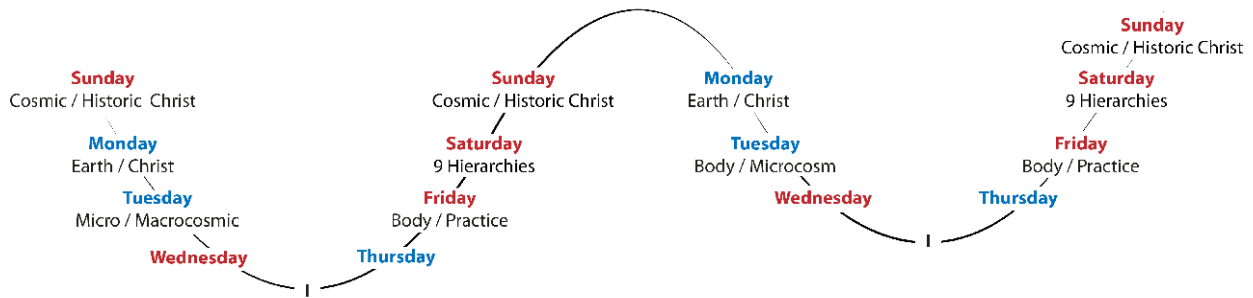 Sunday
Cosmic / Historic Christ
Monday
Earth / Christ
Tuesday
Micro / Macrocosmic
Wednesday
I
Thursday
Friday
Body / Practice
Saturday
9 Hierarchies
Sunday
Cosmic / Historic Christ
Monday
Earth / Christ
Tuesday
Body / Microcosm
Wednesday
I
Thursday
Friday
Body / Practice
Saturday
9 Hierarchies
Sunday
Cosmic / Historic Christ